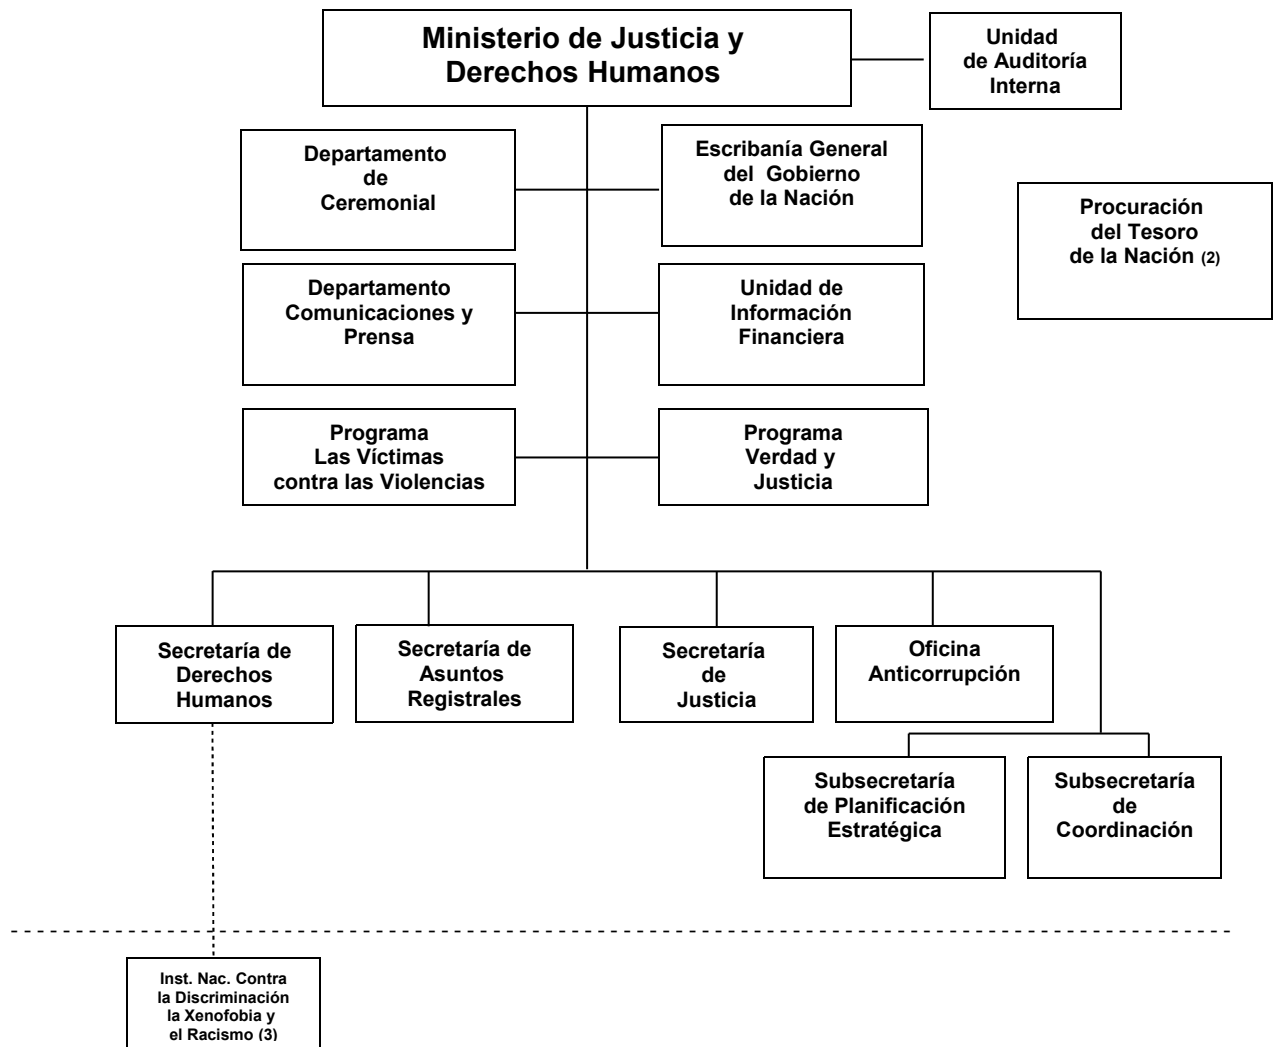 Ministerio de Justicia y
Derechos Humanos
Unidad
de Auditoría
Interna
Departamento
de
Ceremonial
Escribanía General
del Gobierno
de la Nación
Procuración
del Tesoro
de la Nación (2)
Departamento
Comunicaciones y
Prensa
Unidad de
Información
Financiera
Programa
Las Víctimas
contra las Violencias
Programa
Verdad y
Justicia
Secretaría de
Derechos
Humanos
Secretaría de
Asuntos
Registrales
Secretaría
de
Justicia
Oficina
Anticorrupción
Subsecretaría
de Planificación
Estratégica
Subsecretaría
de
Coordinación
Inst. Nac. Contra
la Discriminación
la Xenofobia y
el Racismo (3)